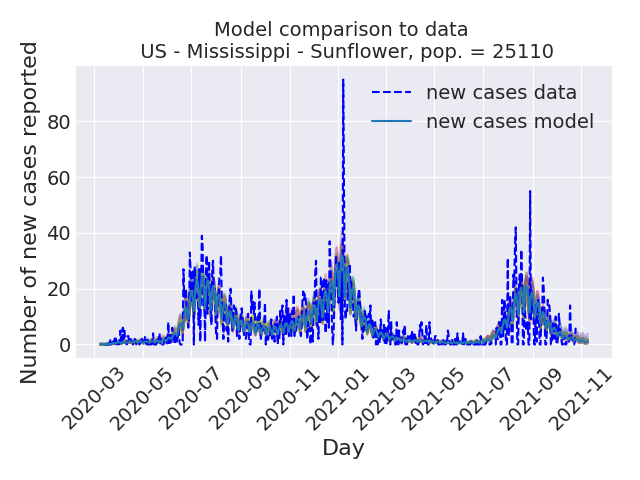 Model comparison to data
US - Mississippi - Sunflower, pop. = 25110
Number of new cases reported
80
60
40
20
0
new cases data
new cases model
2020-03
2020-05
2020-07
2020-09
2020-11
2021-01
2021-03
2021-05
2021-07
2021-09
2021-11
Day